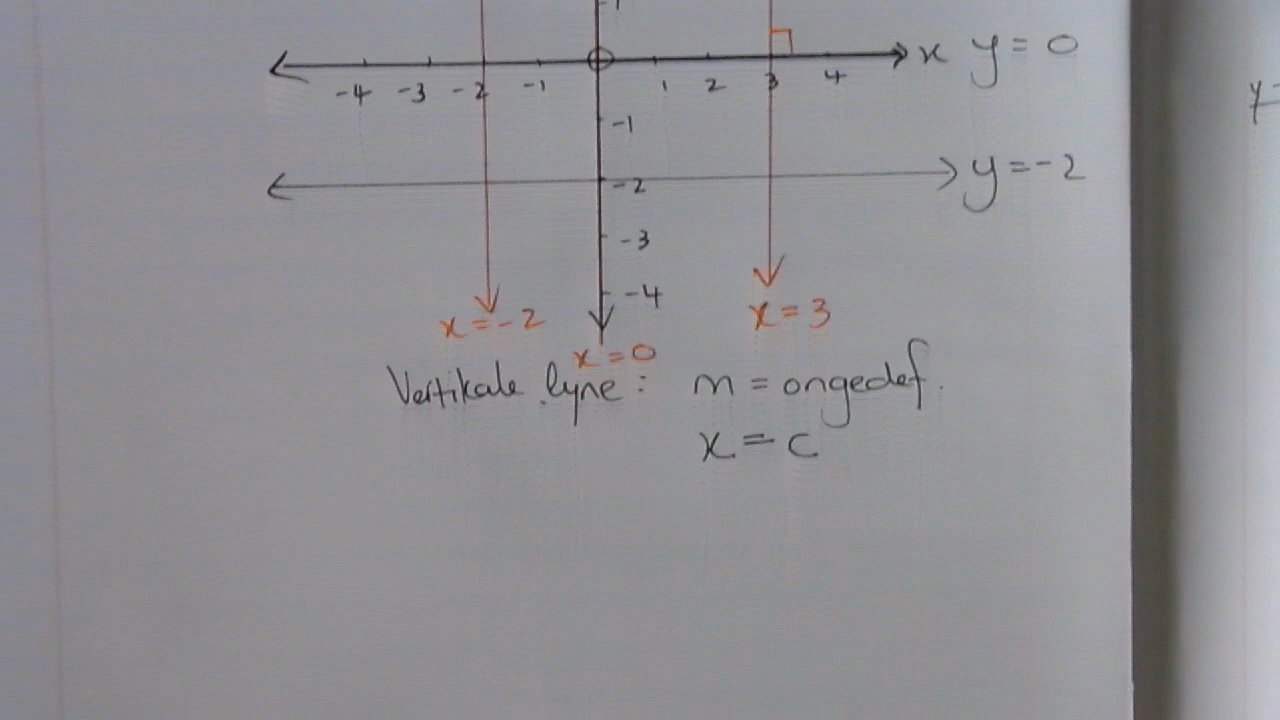 x y = 0
-4 -3 -2 -1 1 2 3 4
-1
-2 y = -2
-3
-4
x = -2 x = 3
x = 0
Vertikale lyne : m = ongedef.
x = c